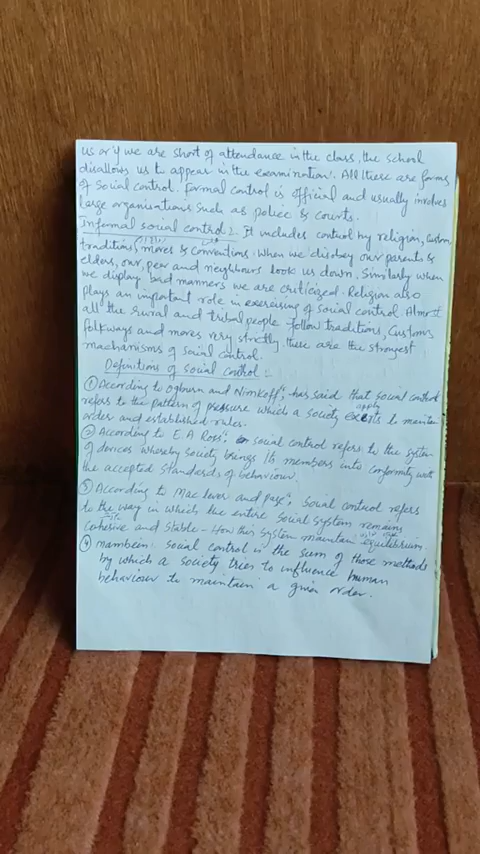 us or if we are short of attendance in the class, the school
disallows us to appear in the examination. All these are forms
of social control. Formal control is official and usually involves
large organisations such as police & courts.
Informal social control :- It includes control by religion, custom
traditions, mores & conventions. When we disobey our parents &
elders, our peer and neighbours look us down. Similarly when
we display bad manners we are criticized. Religion also
plays an important role in exercising of social control. Almost
all the rural and tribal people follow traditions, customs,
folkways and mores very strictly. these are the strongest
mechanisms of social control.
Definitions of social control :-
① According to Ogburn and Nimkoff", has said that social control
refers to the pattern of pressure which a society exerts to maintain
apply
order and established rules.
② According to E.A Ross", social control refers to the system
of devices whereby society brings its members into conformity with
the accepted standards of behaviour.
③ According to Mac Iever and page", Social control refers
to the way in which the entire social system remains
cohesive and stable - How this system maintain equilibrium.
④ mambein: social control is the sum of those methods
by which a society tries to influence human
behaviour to maintain a given order.